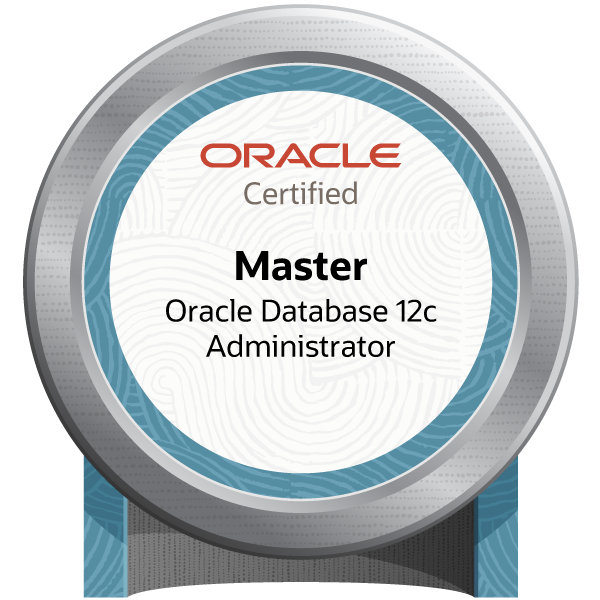 ORACLE
Certified
Master
Oracle Database 12c
Administrator